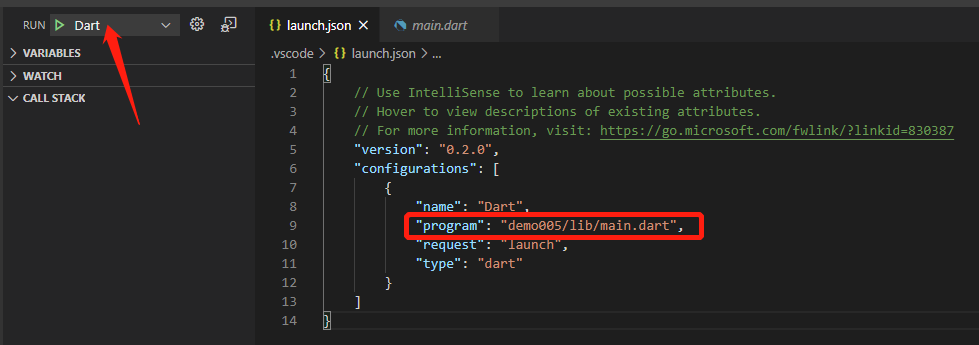 RUN Dart
VARIABLES
WATCH
CALL STACK
{} launch.json × main.dart
.vscode > {} launch.json > ...
1 {
2 // Use IntelliSense to learn about possible attributes.
3 // Hover to view descriptions of existing attributes.
4 // For more information, visit: https://go.microsoft.com/fwlink/?linkid=830387
5 "version": "0.2.0",
6 "configurations": [
7 {
8 "name": "Dart",
9 "program": "demo005/lib/main.dart",
10 "request": "launch",
11 "type": "dart"
12 }
13 ]
14 }